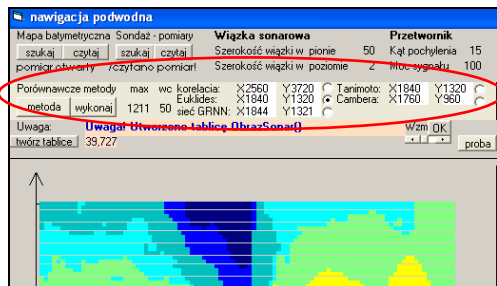 nawigacja podwodna
Mapa batymetryczna Sondaż - pomiary Wiązka sonarowa Przetwornik
szukaj czytaj szukaj czytaj Szerokość wiązki w pionie 50 Kąt pochylenia 15
pomiar otwarty /czytano pomiar! Szerokość wiązki w poziomie 2 Moc sygnału 100
Porównawcze metody max wc korelacia: X2560 Y3720 Tanimoto: X1840 Y1320
Euklides: X1840 Y1320 Cambera: X1760 Y960
metoda wykonaj 1211 50 sieć GRNN: X1844 Y1321
Uwaga: Uwaga! Utworzono tablicę ObrazSonar() Wzm OK
twórz tablice 39,727 proba